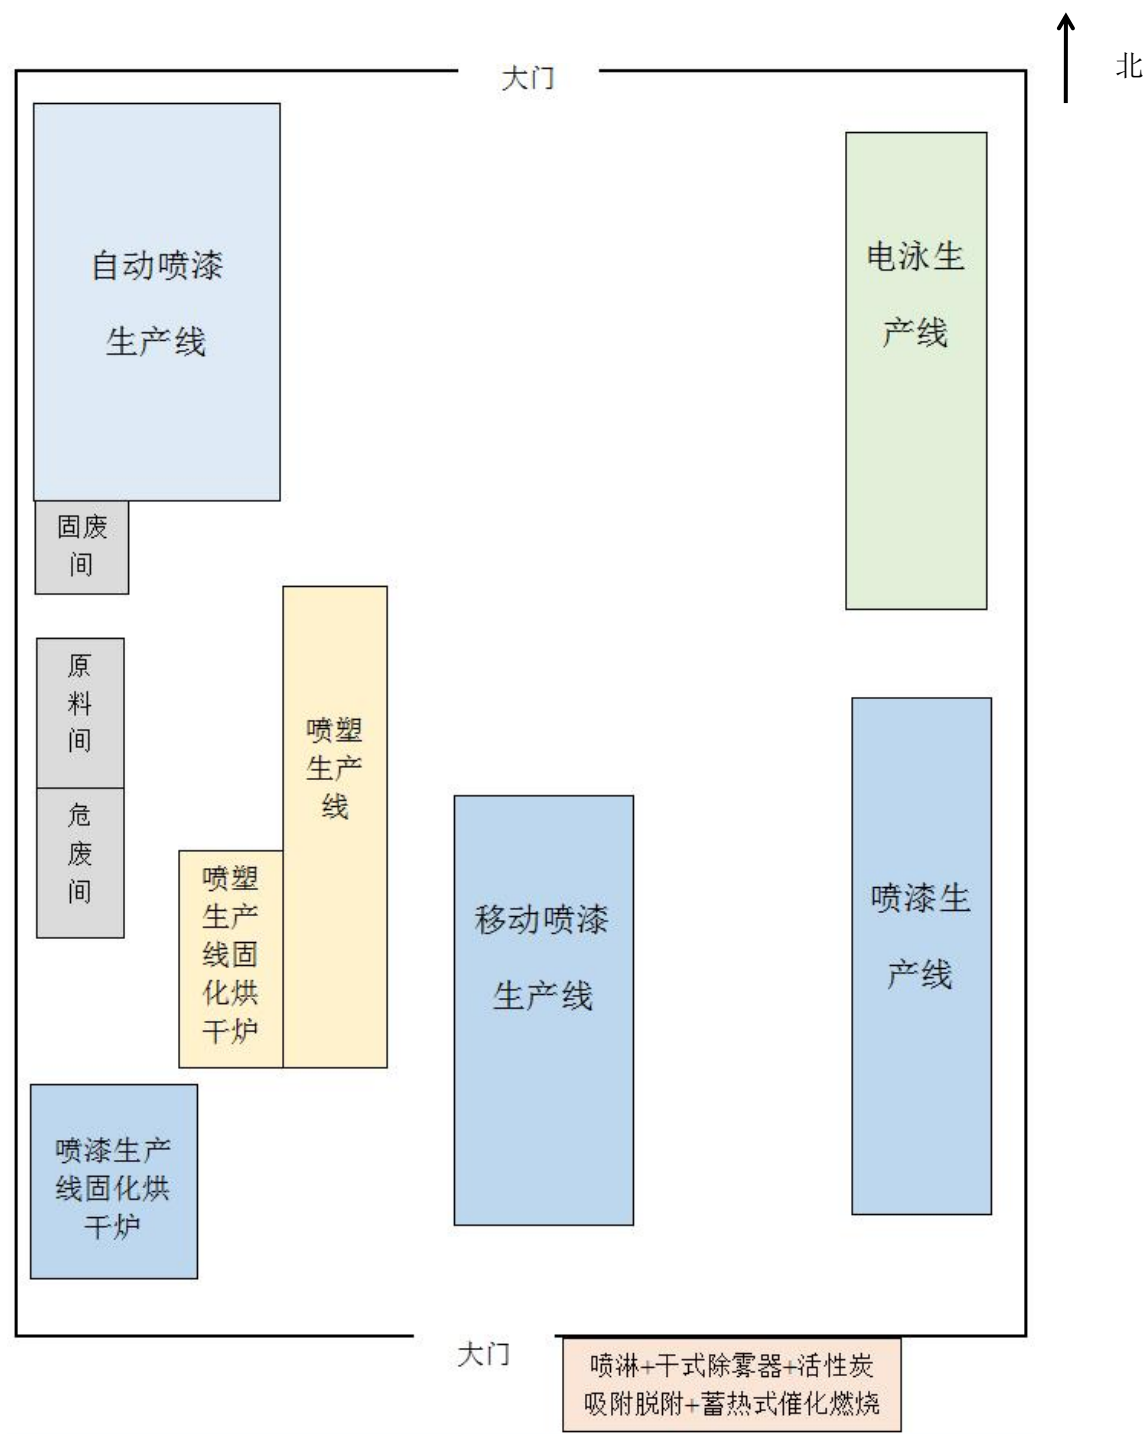 北
大门
自动喷漆
生产线
电泳生
产线
固废
间
原
料
间
危
废
间
喷塑
生产
线
喷塑
生产
线固
化烘
干炉
移动喷漆
生产线
喷漆生
产线
喷漆生产
线固化烘
干炉
大门
喷淋+干式除雾器+活性炭
吸附脱附+蓄热式催化燃烧